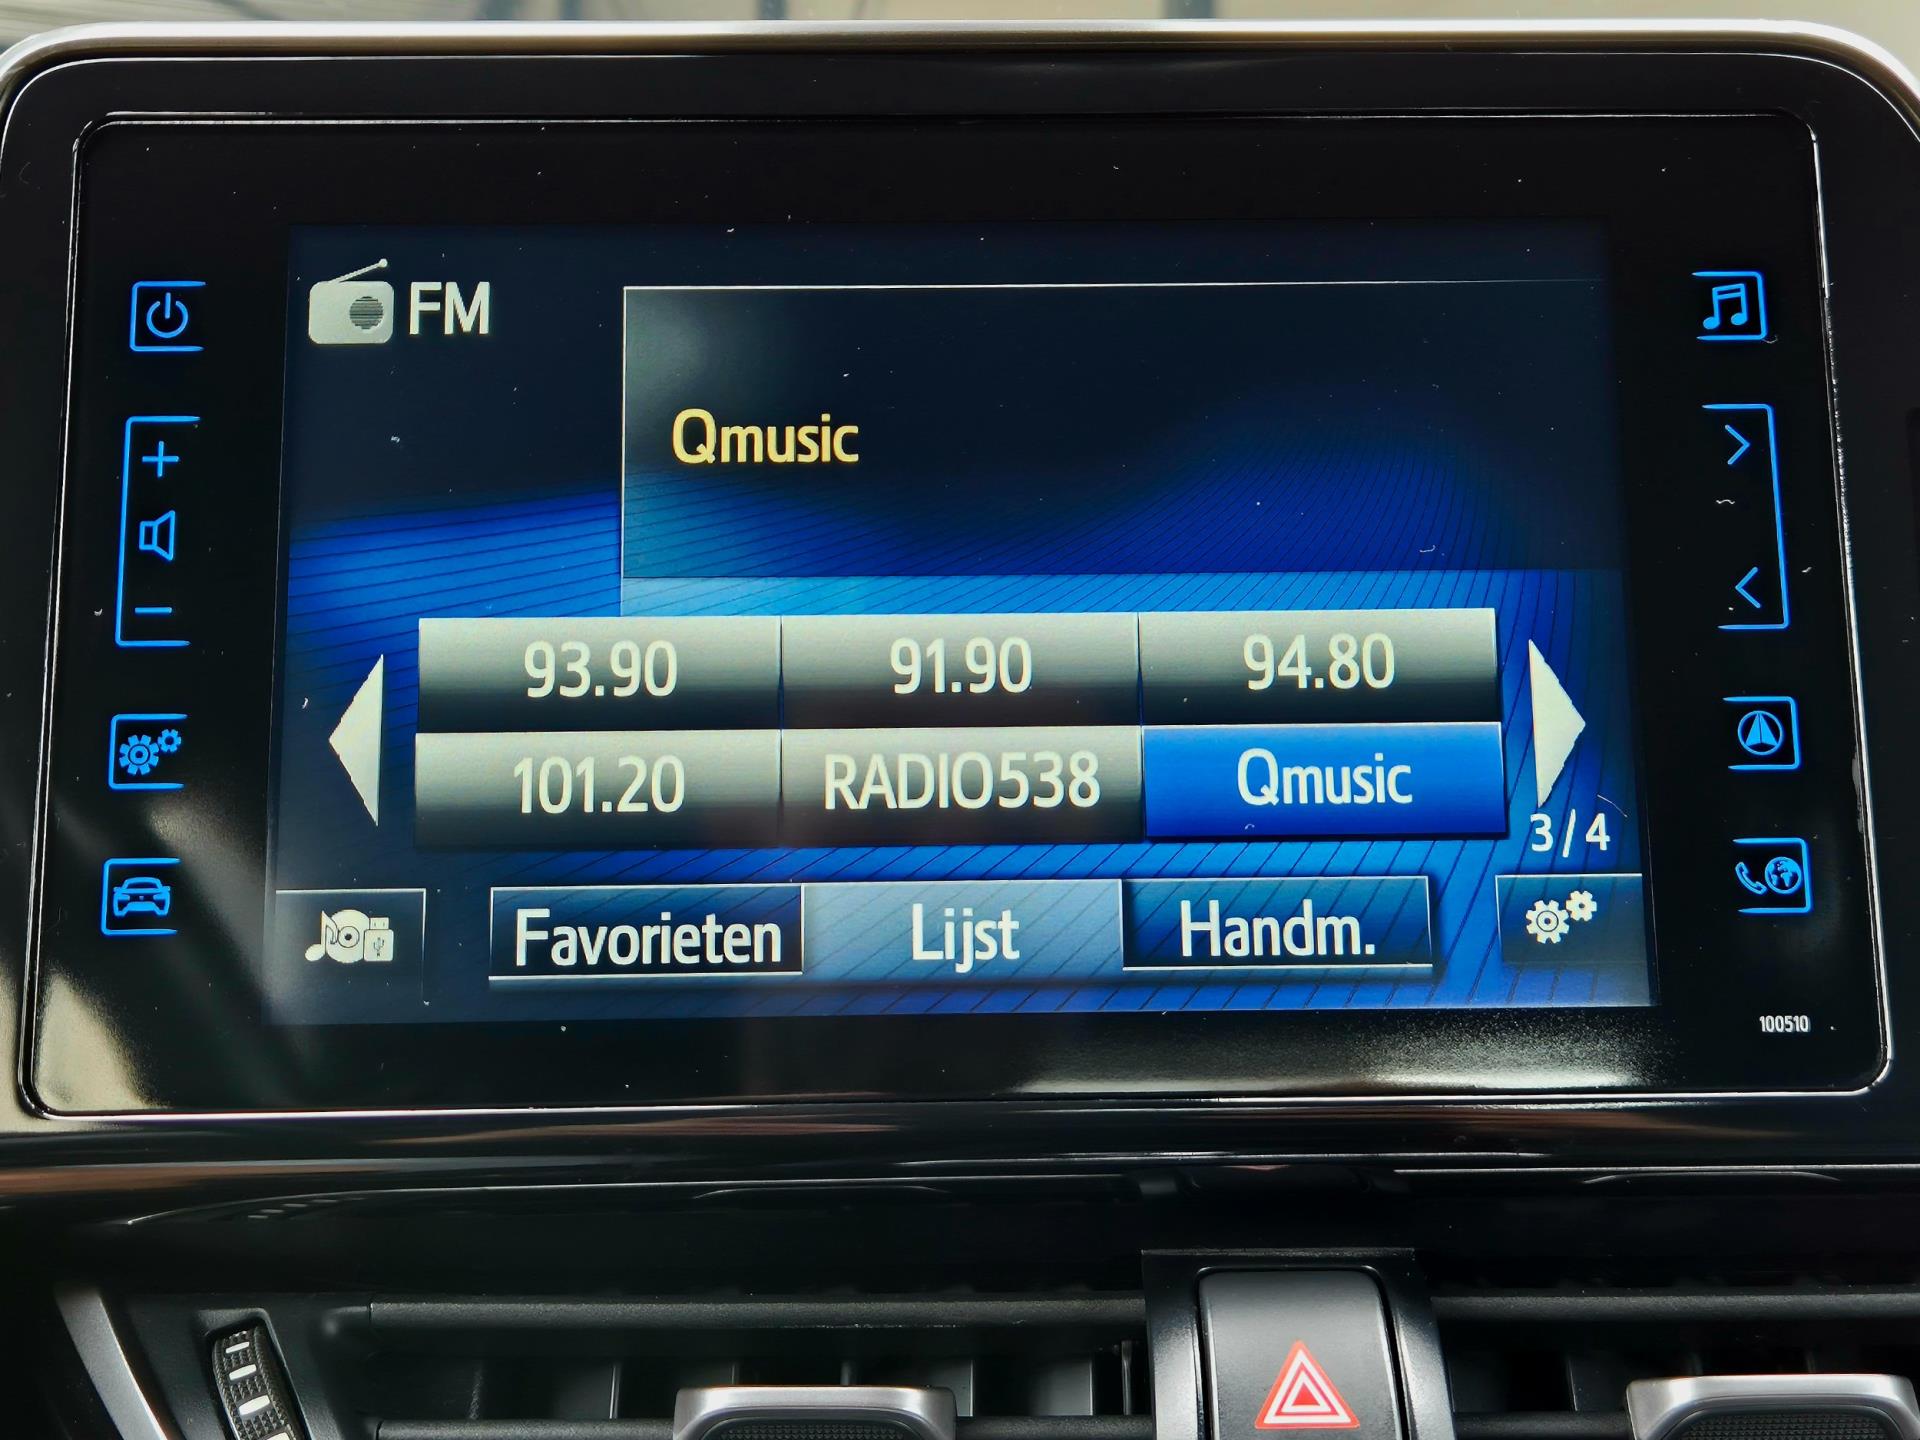 FM
Qmusic
93.90 91.90 94.80
101.20 RADIO538 Qmusic
3/4
Favorieten Lijst Handm.
100510